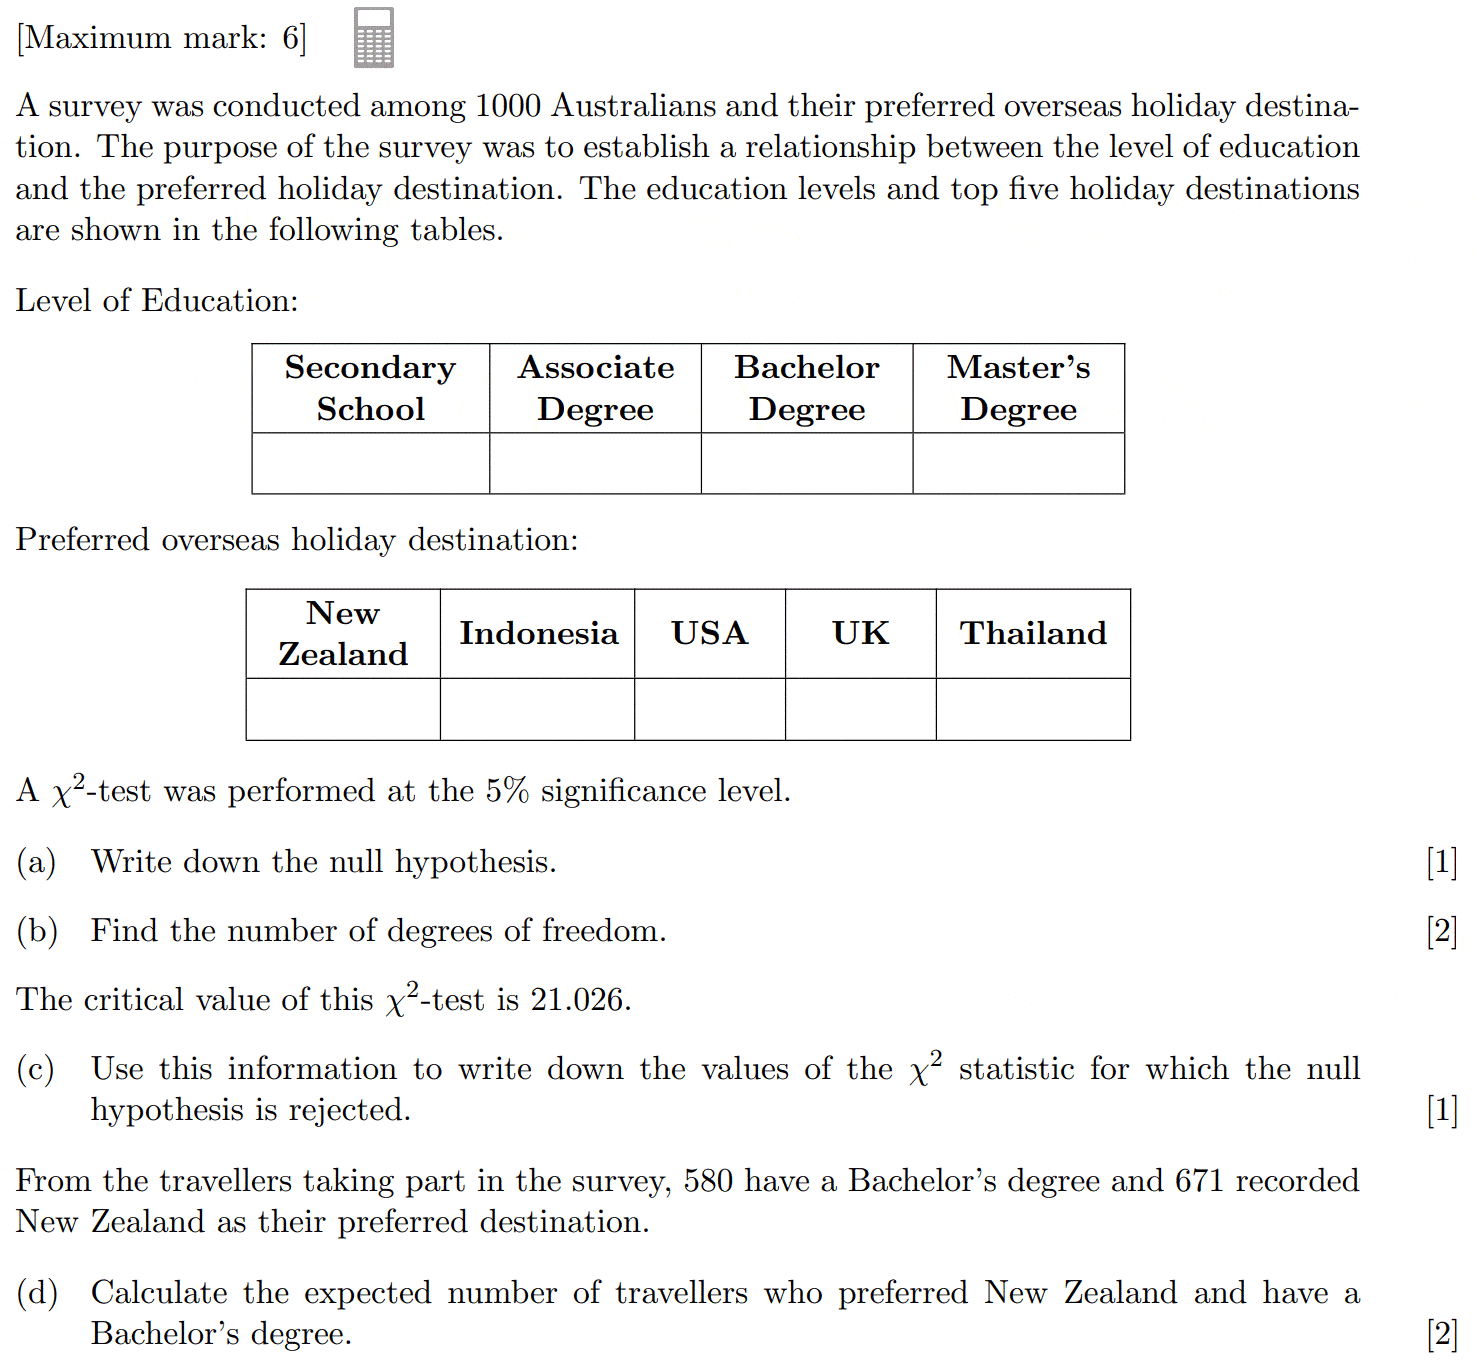 [Maximum mark: 6]
A survey was conducted among 1000 Australians and their preferred overseas holiday destina-
tion. The purpose of the survey was to establish a relationship between the level of education
and the preferred holiday destination. The education levels and top five holiday destinations
are shown in the following tables.
Level of Education:
Secondary School Associate Degree Bachelor Degree Master's Degree
Preferred overseas holiday destination:
New Zealand Indonesia USA UK Thailand
A χ²-test was performed at the 5% significance level.
(a) Write down the null hypothesis. [1]
(b) Find the number of degrees of freedom. [2]
The critical value of this χ²-test is 21.026.
(c) Use this information to write down the values of the χ² statistic for which the null
hypothesis is rejected. [1]
From the travellers taking part in the survey, 580 have a Bachelor's degree and 671 recorded
New Zealand as their preferred destination.
(d) Calculate the expected number of travellers who preferred New Zealand and have a
Bachelor's degree. [2]